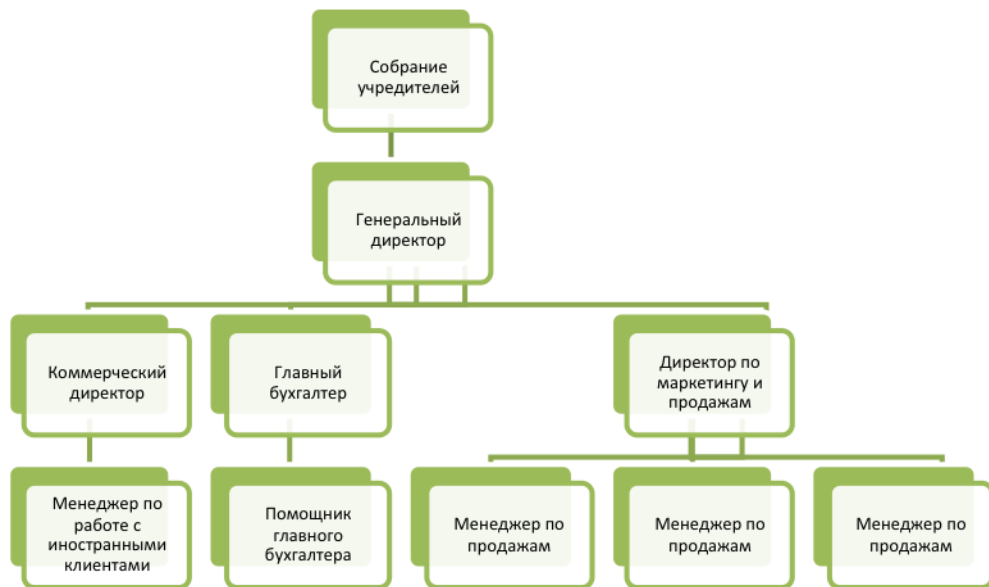 Собрание
учредителей
Генеральный
директор
Коммерческий
директор
Главный
бухгалтер
Директор по
маркетингу и
продажам
Менеджер по
работе с
иностранными
клиентами
Помощник
главного
бухгалтера
Менеджер по
продажам
Менеджер по
продажам
Менеджер по
продажам